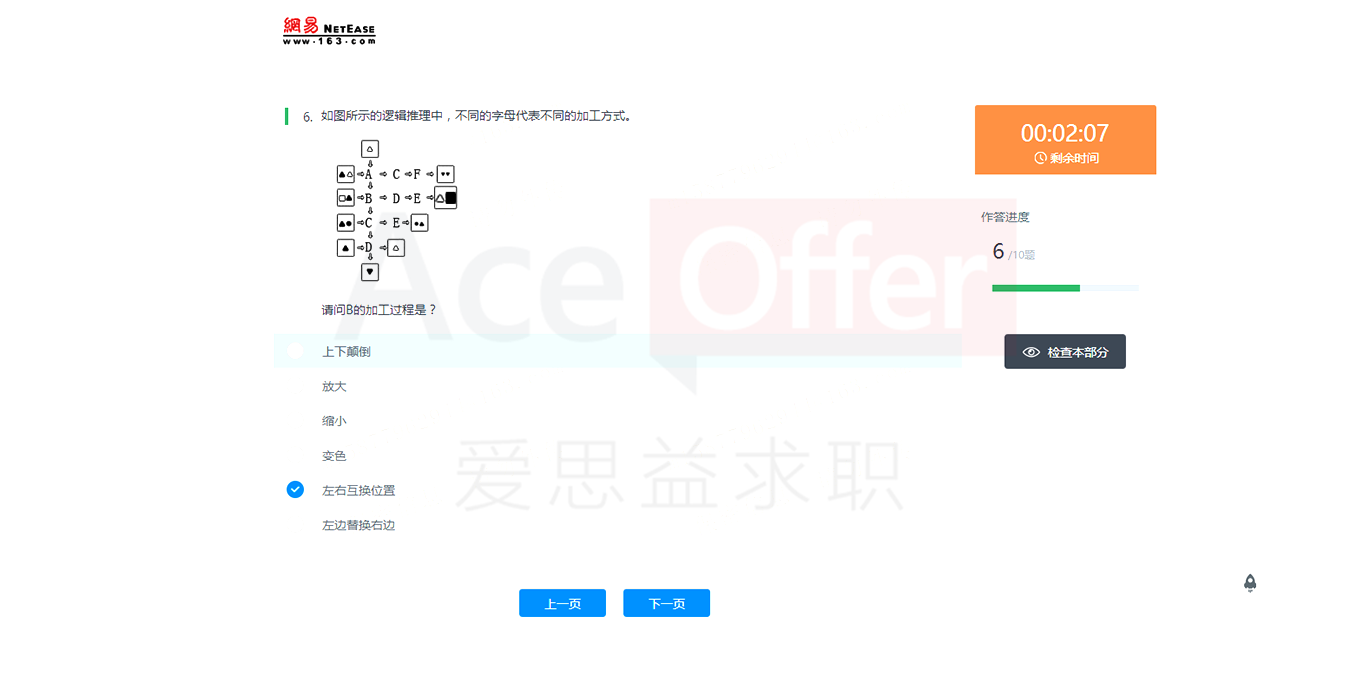 網易 NETEASE
www.163.com
6. 如图所示的逻辑推理中，不同的字母代表不同的加工方式。
00:02:07
剩余时间
A C F
B D E
C E
D
作答进度
6 /10题
请问B的加工过程是？
上下颠倒
检查本部分
放大
缩小
变色
左右互换位置
左边替换右边
Ace Offer
爱思益求职
上一页 下一页